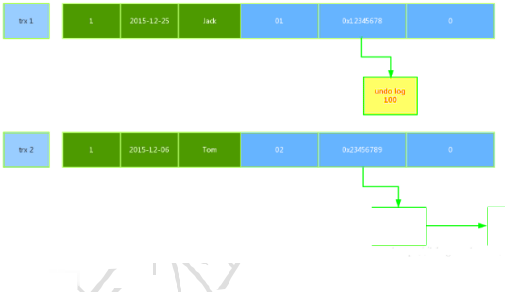 trx 1
1 2015-12-25 Jack 01 0x12345678 0
undo log
100
trx 2
1 2015-12-06 Tom 02 0x23456789 0